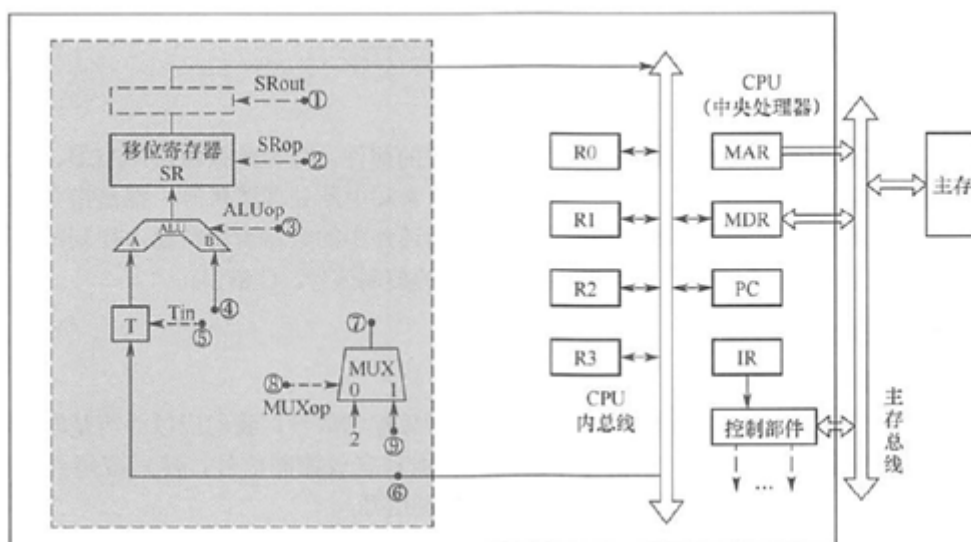 SRout
①
移位寄存器
SR
SRop
②
ALUop
③
ALU
A
B
④
T
Tin
⑤
⑦
MUX
0 1
⑧
MUXop
2
⑨
⑥
R0
R1
R2
R3
CPU
内总线
CPU
(中央处理器)
MAR
MDR
PC
IR
控制部件
...
主存总线
主存